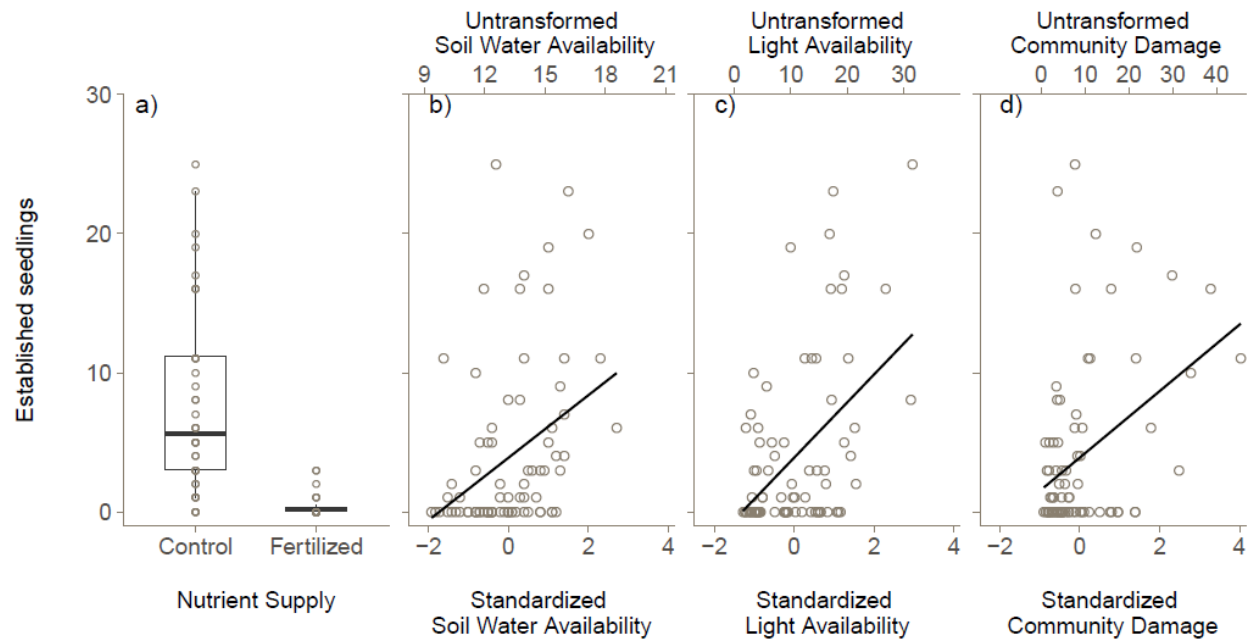 Untransformed
Soil Water Availability
Untransformed
Light Availability
Untransformed
Community Damage
9 12 15 18 21
0 10 20 30
0 10 20 30 40
Established seedlings
30
20
10
0
a)
b)
c)
d)
Control Fertilized
−2 0 2 4
−2 0 2 4
−2 0 2 4
Nutrient Supply
Standardized
Soil Water Availability
Standardized
Light Availability
Standardized
Community Damage